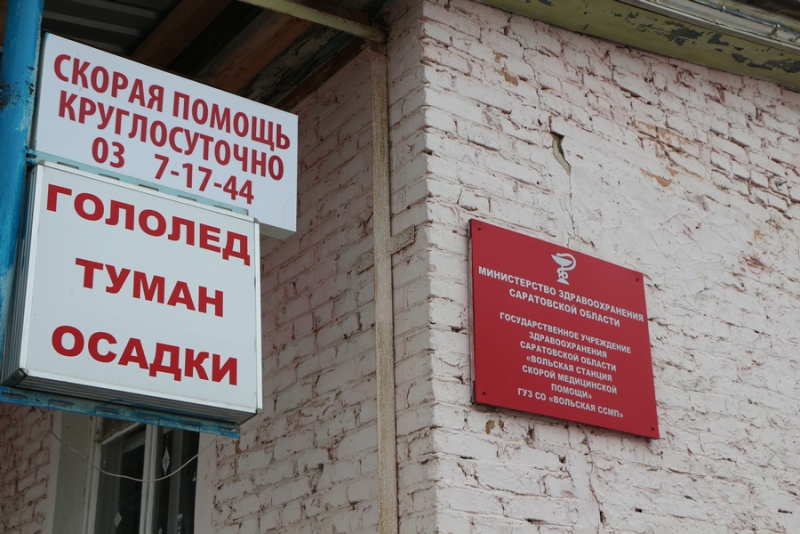 СКОРАЯ ПОМОЩЬ
КРУГЛОСУТОЧНО
03 7-17-44
ГОЛОЛЕД
ТУМАН
ОСАДКИ
МИНИСТЕРСТВО ЗДРАВООХРАНЕНИЯ
САРАТОВСКОЙ ОБЛАСТИ
ГОСУДАРСТВЕННОЕ УЧРЕЖДЕНИЕ
ЗДРАВООХРАНЕНИЯ
САРАТОВСКОЙ ОБЛАСТИ
«ВОЛЬСКАЯ СТАНЦИЯ
СКОРОЙ МЕДИЦИНСКОЙ
ПОМОЩИ»
ГУЗ СО «ВОЛЬСКАЯ ССМП»